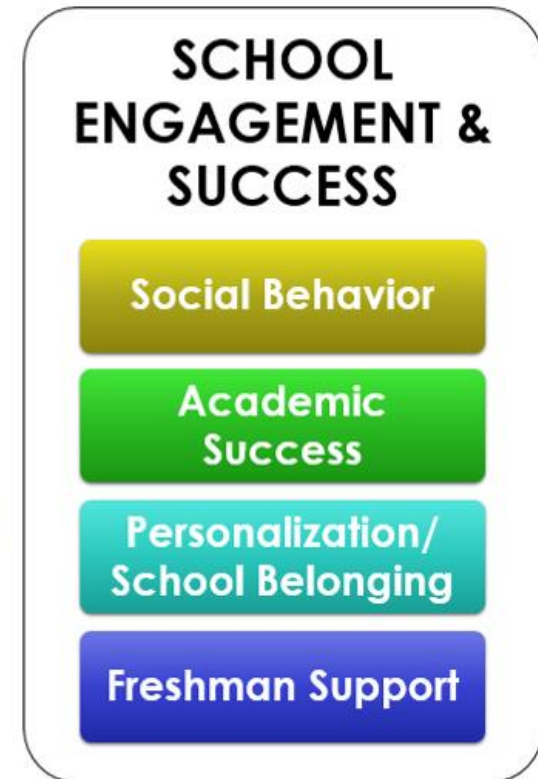 SCHOOL
ENGAGEMENT &
SUCCESS
Social Behavior
Academic
Success
Personalization/
School Belonging
Freshman Support